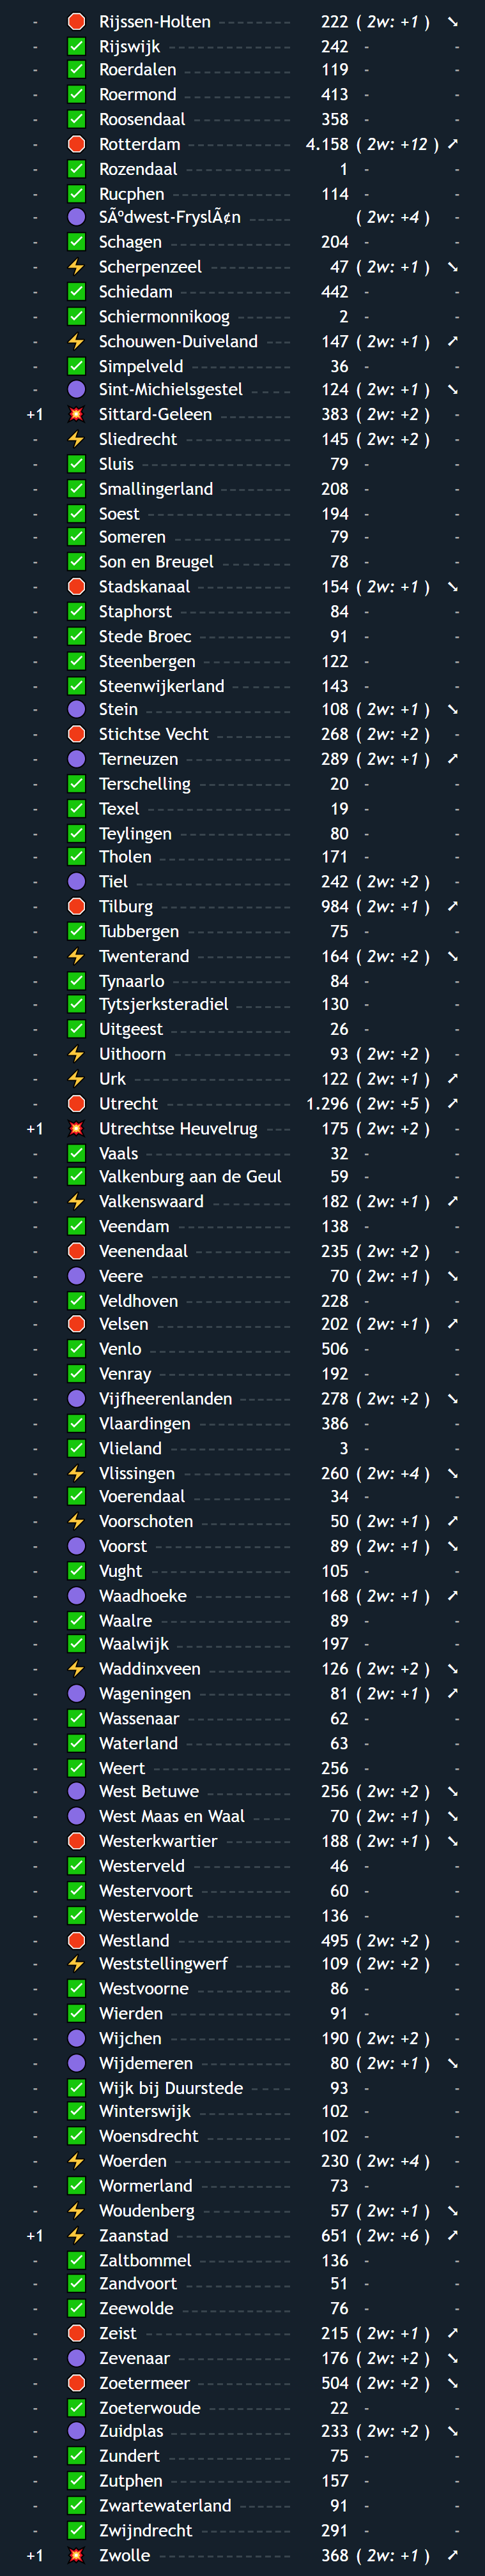 - Rijssen-Holten 222 ( 2w: +1 ) ➘
- Rijswijk 242 - -
- Roerdalen 119 - -
- Roermond 413 - -
- Roosendaal 358 - -
- Rotterdam 4.158 ( 2w: +12 ) ➚
- Rozendaal 1 - -
- Rucphen 114 - -
- SÃºdwest-FryslÃ¢n ( 2w: +4 ) -
- Schagen 204 - -
- Scherpenzeel 47 ( 2w: +1 ) ➘
- Schiedam 442 - -
- Schiermonnikoog 2 - -
- Schouwen-Duiveland 147 ( 2w: +1 ) ➚
- Simpelveld 36 - -
- Sint-Michielsgestel 124 ( 2w: +1 ) ➘
+1 Sittard-Geleen 383 ( 2w: +2 ) -
- Sliedrecht 145 ( 2w: +2 ) -
- Sluis 79 - -
- Smallingerland 208 - -
- Soest 194 - -
- Someren 79 - -
- Son en Breugel 78 - -
- Stadskanaal 154 ( 2w: +1 ) ➘
- Staphorst 84 - -
- Stede Broec 91 - -
- Steenbergen 122 - -
- Steenwijkerland 143 - -
- Stein 108 ( 2w: +1 ) ➘
- Stichtse Vecht 268 ( 2w: +2 ) -
- Terneuzen 289 ( 2w: +1 ) ➚
- Terschelling 20 - -
- Texel 19 - -
- Teylingen 80 - -
- Tholen 171 - -
- Tiel 242 ( 2w: +2 ) -
- Tilburg 984 ( 2w: +1 ) ➚
- Tubbergen 75 - -
- Twenterand 164 ( 2w: +2 ) ➘
- Tynaarlo 84 - -
- Tytsjerksteradiel 130 - -
- Uitgeest 26 - -
- Uithoorn 93 ( 2w: +2 ) -
- Urk 122 ( 2w: +1 ) ➚
- Utrecht 1.296 ( 2w: +5 ) ➚
+1 Utrechtse Heuvelrug 175 ( 2w: +2 ) -
- Vaals 32 - -
- Valkenburg aan de Geul 59 - -
- Valkenswaard 182 ( 2w: +1 ) ➚
- Veendam 138 - -
- Veenendaal 235 ( 2w: +2 ) -
- Veere 70 ( 2w: +1 ) ➘
- Veldhoven 228 - -
- Velsen 202 ( 2w: +1 ) ➚
- Venlo 506 - -
- Venray 192 - -
- Vijfheerenlanden 278 ( 2w: +2 ) ➘
- Vlaardingen 386 - -
- Vlieland 3 - -
- Vlissingen 260 ( 2w: +4 ) ➘
- Voerendaal 34 - -
- Voorschoten 50 ( 2w: +1 ) ➚
- Voorst 89 ( 2w: +1 ) ➘
- Vught 105 - -
- Waadhoeke 168 ( 2w: +1 ) ➚
- Waalre 89 - -
- Waalwijk 197 - -
- Waddinxveen 126 ( 2w: +2 ) ➘
- Wageningen 81 ( 2w: +1 ) ➚
- Wassenaar 62 - -
- Waterland 63 - -
- Weert 256 - -
- West Betuwe 256 ( 2w: +2 ) ➘
- West Maas en Waal 70 ( 2w: +1 ) ➘
- Westerkwartier 188 ( 2w: +1 ) ➘
- Westerveld 46 - -
- Westervoort 60 - -
- Westerwolde 136 - -
- Westland 495 ( 2w: +2 ) -
- Weststellingwerf 109 ( 2w: +2 ) -
- Westvoorne 86 - -
- Wierden 91 - -
- Wijchen 190 ( 2w: +2 ) -
- Wijdemeren 80 ( 2w: +1 ) ➘
- Wijk bij Duurstede 93 - -
- Winterswijk 102 - -
- Woensdrecht 102 - -
- Woerden 230 ( 2w: +4 ) -
- Wormerland 73 - -
- Woudenberg 57 ( 2w: +1 ) ➘
+1 Zaanstad 651 ( 2w: +6 ) ➚
- Zaltbommel 136 - -
- Zandvoort 51 - -
- Zeewolde 76 - -
- Zeist 215 ( 2w: +1 ) ➚
- Zevenaar 176 ( 2w: +2 ) ➘
- Zoetermeer 504 ( 2w: +2 ) ➘
- Zoeterwoude 22 - -
- Zuidplas 233 ( 2w: +2 ) ➘
- Zundert 75 - -
- Zutphen 157 - -
- Zwartewaterland 91 - -
- Zwijndrecht 291 - -
+1 Zwolle 368 ( 2w: +1 ) ➚